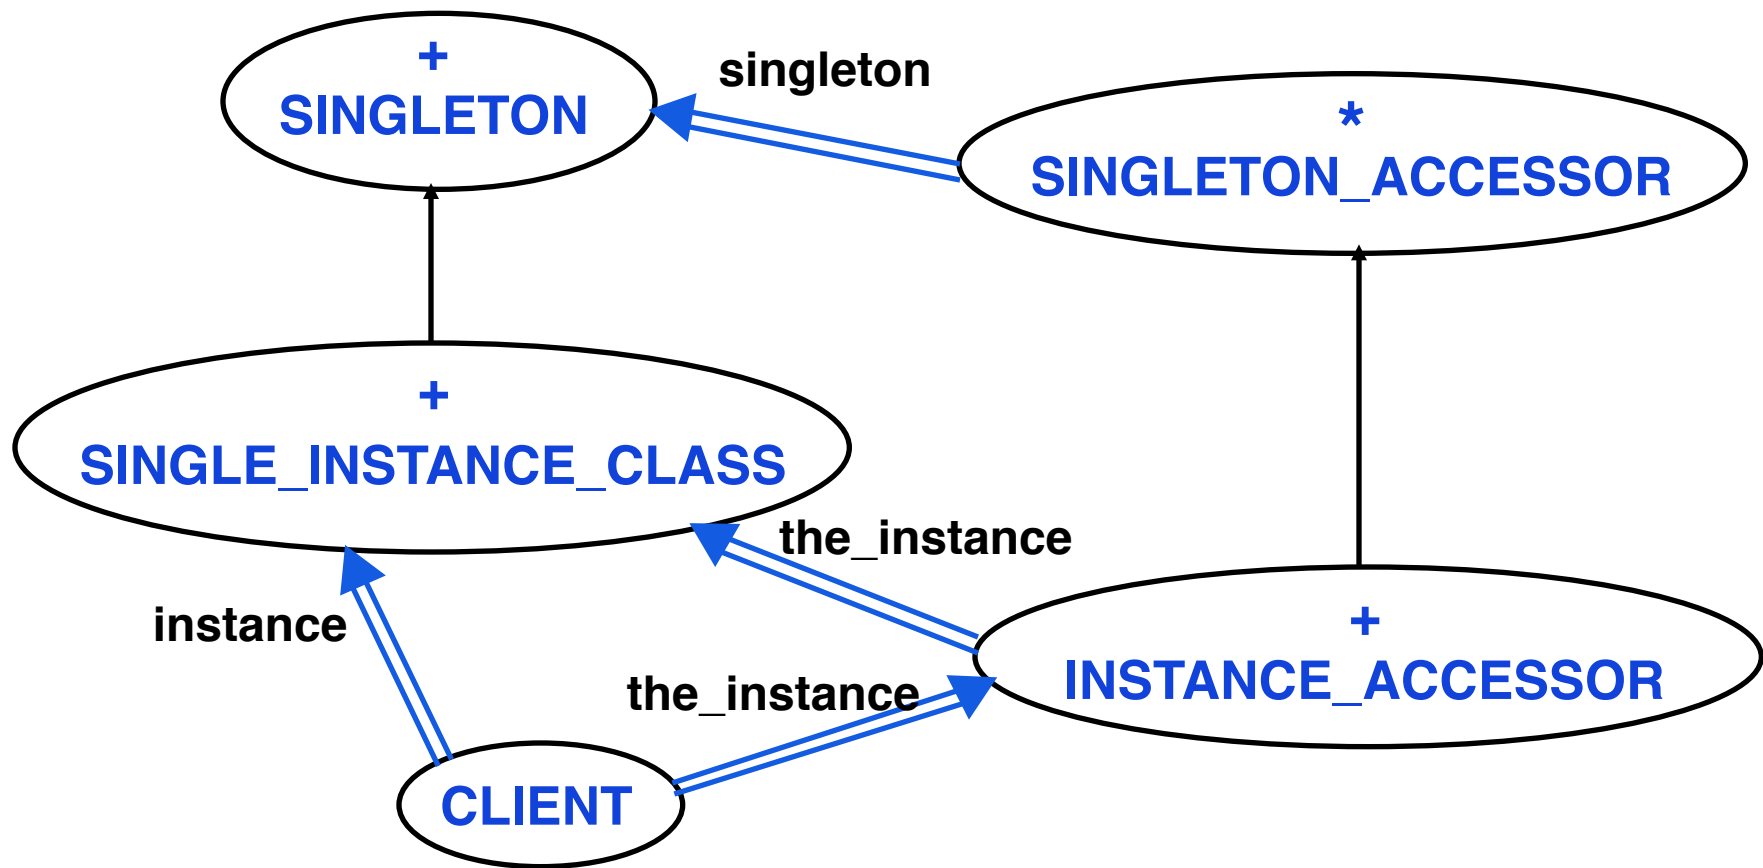 +
SINGLETON
singleton
*
SINGLETON_ACCESSOR
+
SINGLE_INSTANCE_CLASS
the_instance
instance
+
INSTANCE_ACCESSOR
the_instance
CLIENT